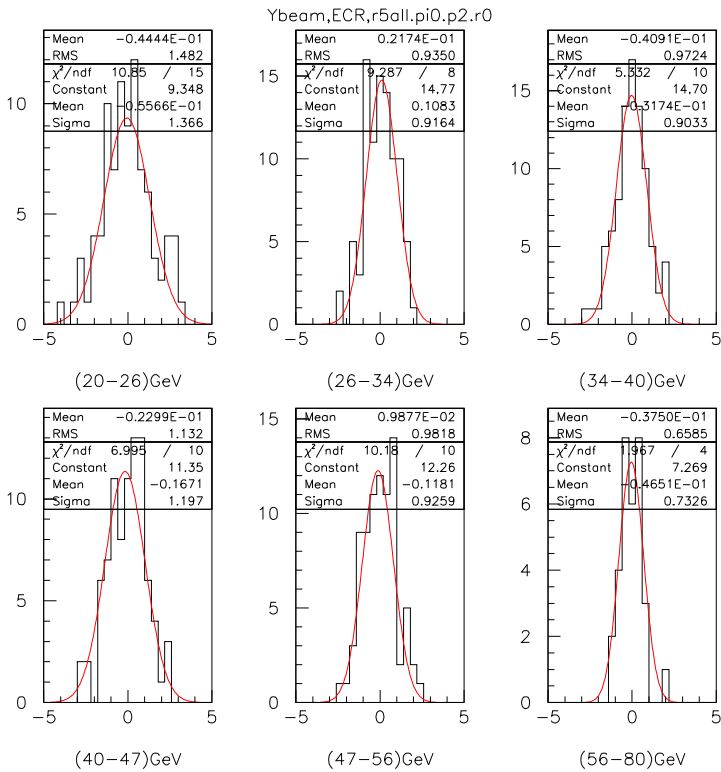 Ybeam,ECR,r5all.pi0.p2.r0
Mean -0.4444E-01
RMS 1.482
χ²/ndf 10.85 / 15
Constant 9.348
Mean -0.5566E-01
Sigma 1.366
10
5
0
-5 0 5
(20-26)GeV
Mean 0.2174E-01
RMS 0.9350
χ²/ndf 9.287 / 8
Constant 14.77
Mean 0.1083
Sigma 0.9164
15
10
5
0
-5 0 5
(26-34)GeV
Mean -0.4091E-01
RMS 0.9724
χ²/ndf 5.332 / 10
Constant 14.70
Mean -0.3174E-01
Sigma 0.9033
15
10
5
0
-5 0 5
(34-40)GeV
Mean -0.2299E-01
RMS 1.132
χ²/ndf 6.995 / 10
Constant 11.35
Mean -0.1671
Sigma 1.197
10
5
0
-5 0 5
(40-47)GeV
Mean 0.9877E-02
RMS 0.9818
χ²/ndf 10.18 / 10
Constant 12.26
Mean -0.1181
Sigma 0.9259
15
10
5
0
-5 0 5
(47-56)GeV
Mean -0.3750E-01
RMS 0.6585
χ²/ndf 1.967 / 4
Constant 7.269
Mean -0.4651E-01
Sigma 0.7326
8
6
4
2
0
-5 0 5
(56-80)GeV